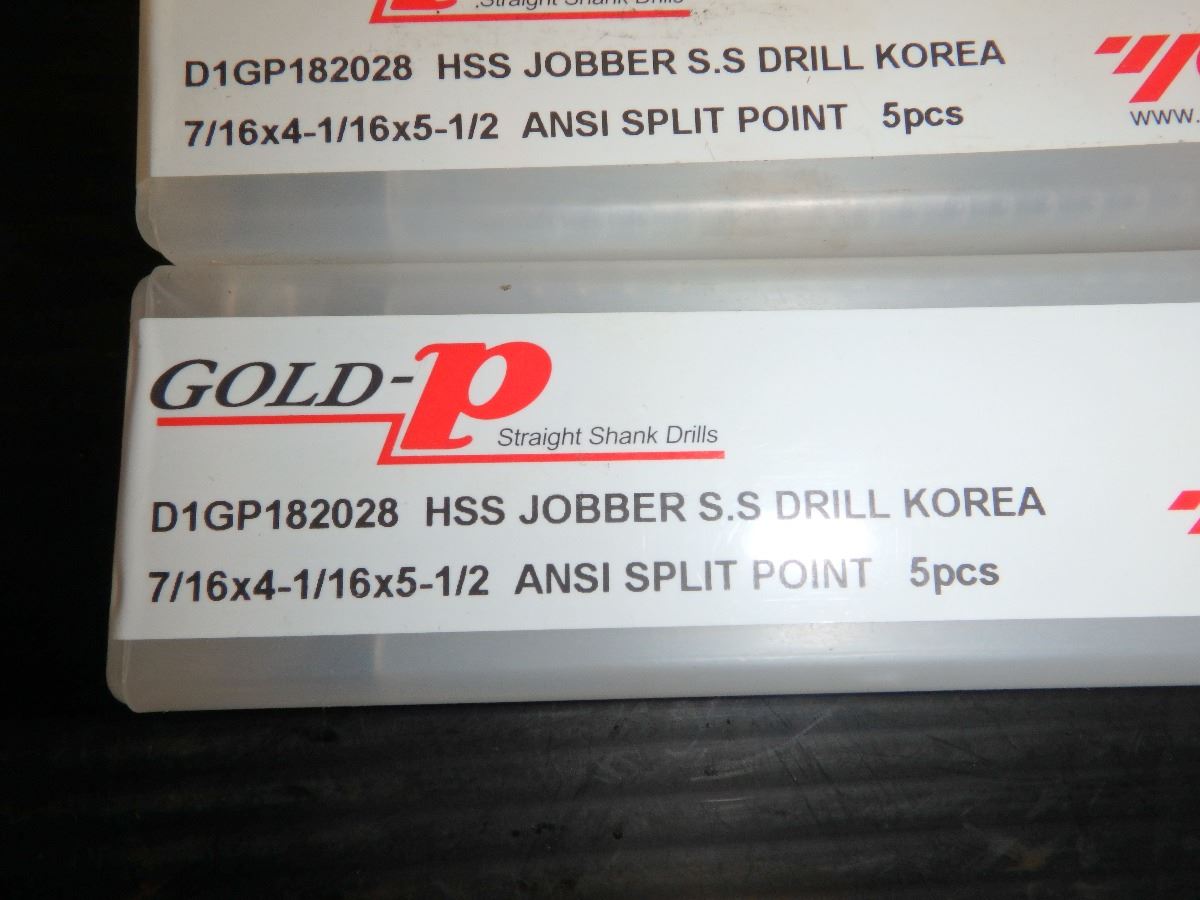 Straight Shank Drills
D1GP182028 HSS JOBBER S.S DRILL KOREA
7/16x4-1/16x5-1/2 ANSI SPLIT POINT 5pcs
www.
GOLD-P
Straight Shank Drills
D1GP182028 HSS JOBBER S.S DRILL KOREA
7/16x4-1/16x5-1/2 ANSI SPLIT POINT 5pcs